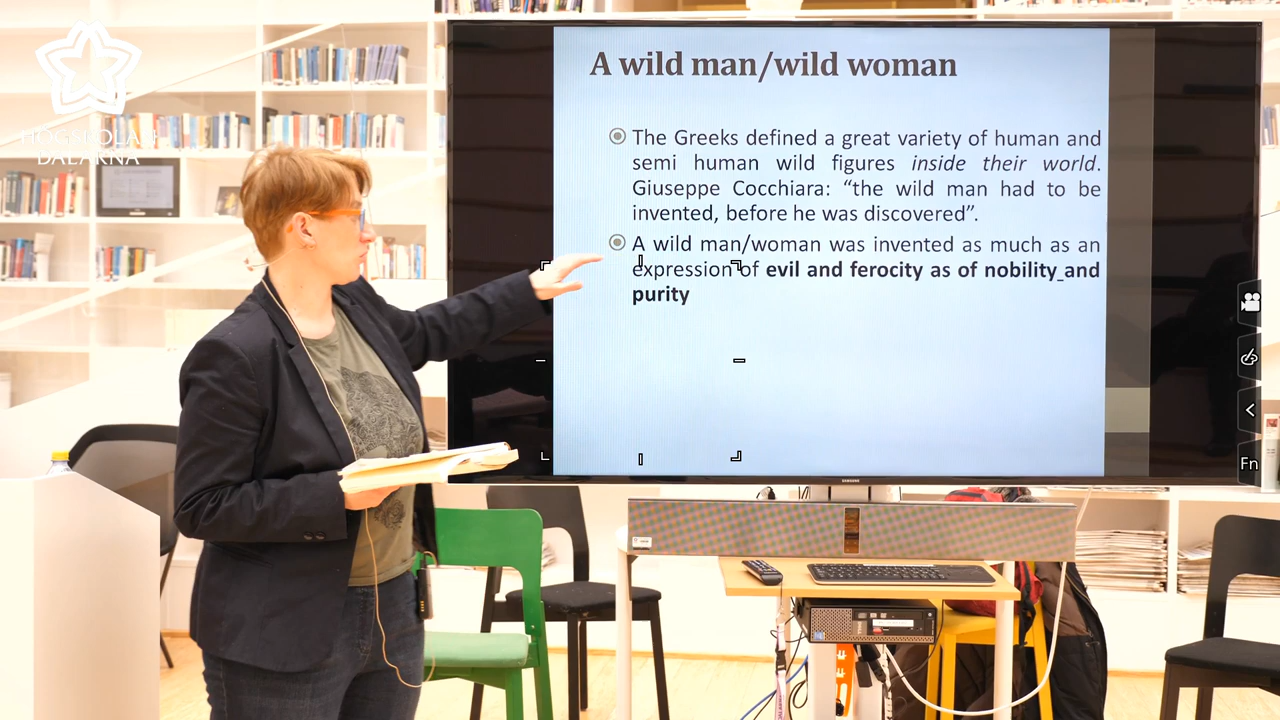 HÖGSKOLAN
DALARNA
A wild man/wild woman
The Greeks defined a great variety of human and
semi human wild figures inside their world.
Giuseppe Cocchiara: “the wild man had to be
invented, before he was discovered”.
A wild man/woman was invented as much as an
expression of evil and ferocity as of nobility and
purity
SAMSUNG
Fn